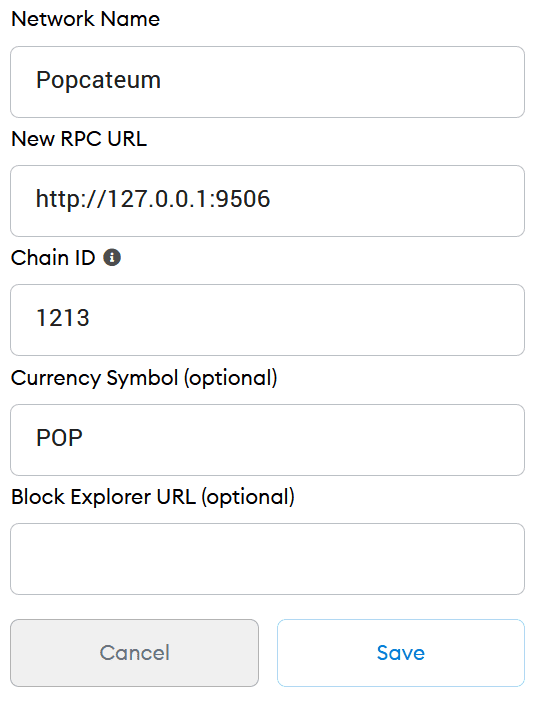 Network Name
Popcateum
New RPC URL
http://127.0.0.1:9506
Chain ID
1213
Currency Symbol (optional)
POP
Block Explorer URL (optional)
Cancel Save